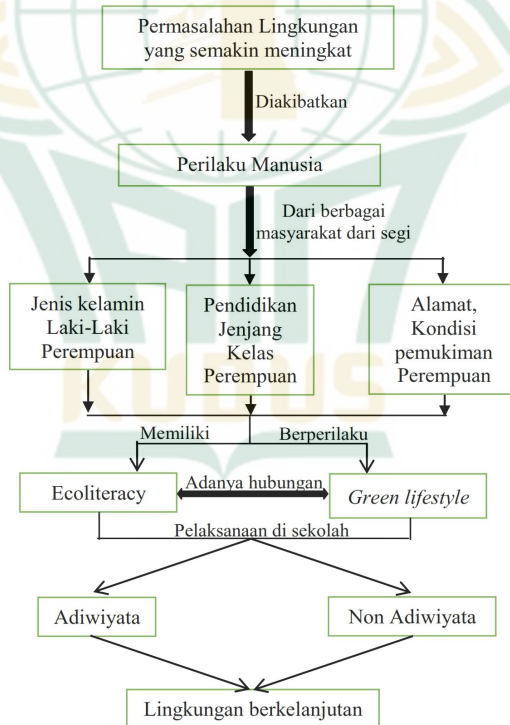 Permasalahan Lingkungan
yang semakin meningkat
Diakibatkan
Perilaku Manusia
Dari berbagai
masyarakat dari segi
Jenis kelamin
Laki-Laki
Perempuan
Pendidikan
Jenjang
Kelas
Perempuan
Alamat,
Kondisi
pemukiman
Perempuan
KUDUS
Memiliki
Berperilaku
Ecoliteracy
Adanya hubungan
Green lifestyle
Pelaksanaan di sekolah
Adiwiyata
Non Adiwiyata
Lingkungan berkelanjutan